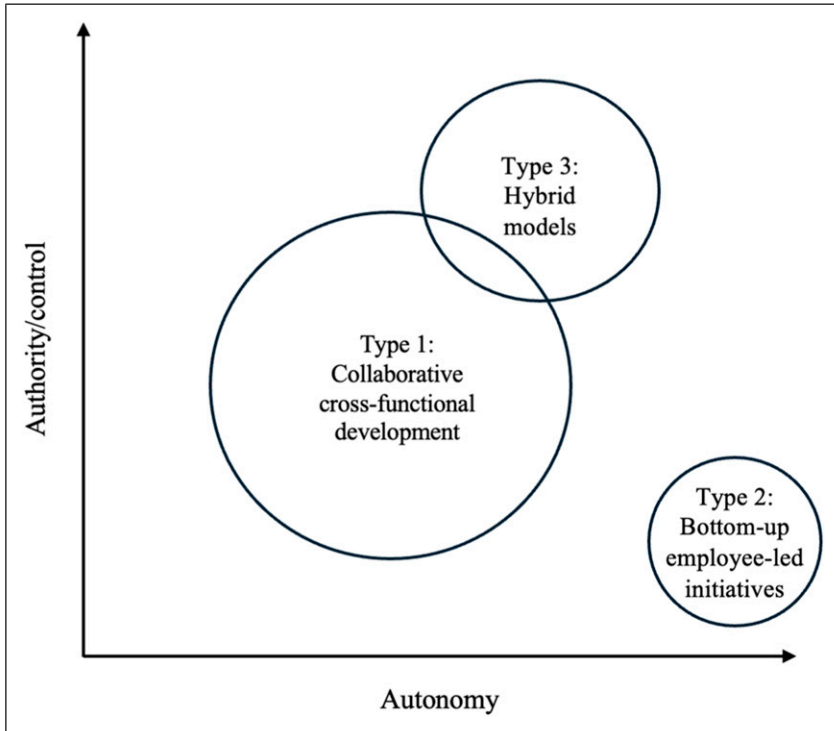 Authority/control
Type 3:
Hybrid
models
Type 1:
Collaborative
cross-functional
development
Type 2:
Bottom-up
employee-led
initiatives
Autonomy